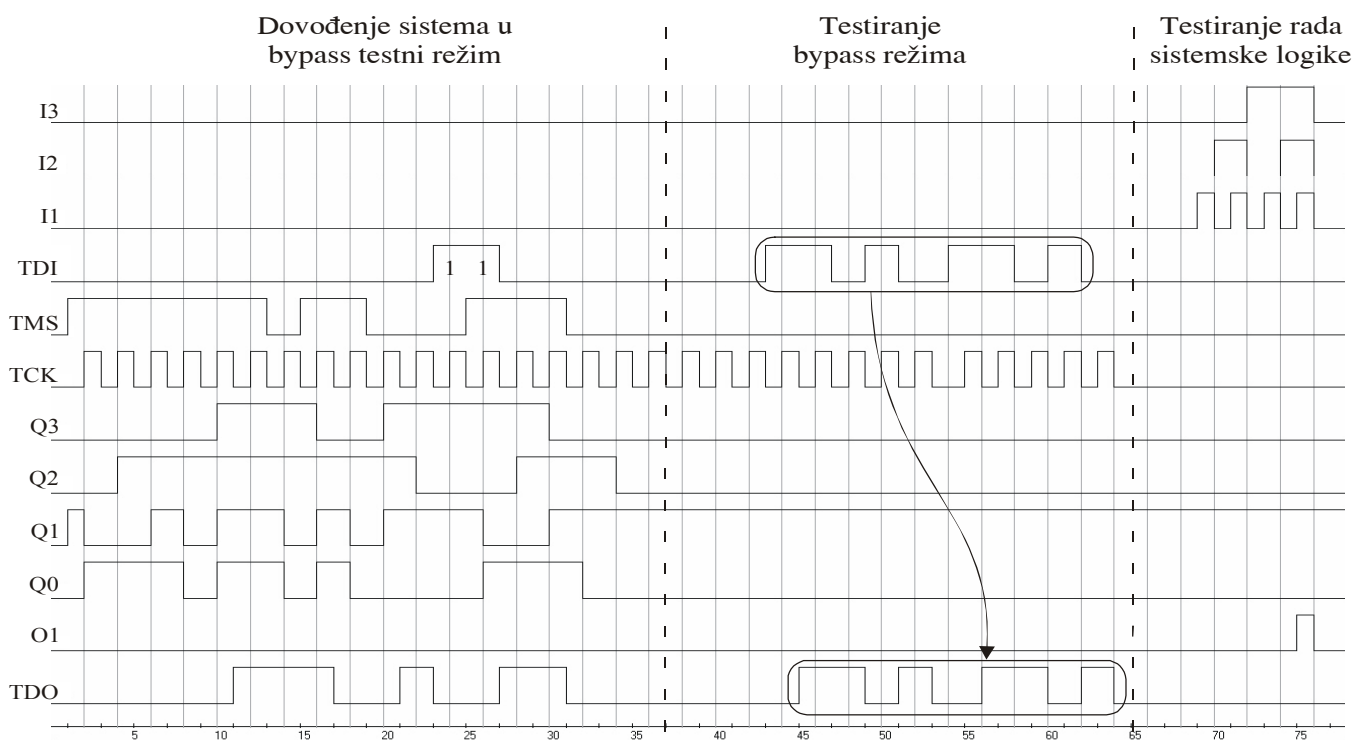 Dovođenje sistema u
bypass testni režim
Testiranje
bypass režima
Testiranje rada
sistemske logike
I3
I2
I1
TDI
1 1
TMS
TCK
Q3
Q2
Q1
Q0
O1
TDO
5 10 15 20 25 30 35 40 45 50 55 60 65 70 75